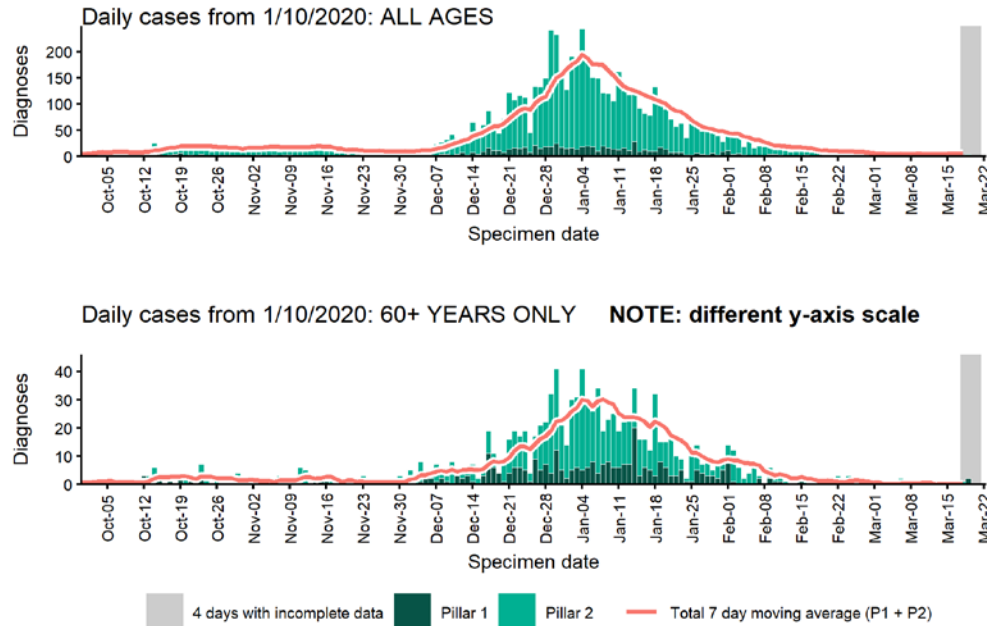 Daily cases from 1/10/2020: ALL AGES
Diagnoses
200
150
100
50
0
Oct-05
Oct-12
Oct-19
Oct-26
Nov-02
Nov-09
Nov-16
Nov-23
Nov-30
Dec-07
Dec-14
Dec-21
Dec-28
Jan-04
Jan-11
Jan-18
Jan-25
Feb-01
Feb-08
Feb-15
Feb-22
Mar-01
Mar-08
Mar-15
Mar-22
Specimen date
Daily cases from 1/10/2020: 60+ YEARS ONLY NOTE: different y-axis scale
Diagnoses
40
30
20
10
0
Oct-05
Oct-12
Oct-19
Oct-26
Nov-02
Nov-09
Nov-16
Nov-23
Nov-30
Dec-07
Dec-14
Dec-21
Dec-28
Jan-04
Jan-11
Jan-18
Jan-25
Feb-01
Feb-08
Feb-15
Feb-22
Mar-01
Mar-08
Mar-15
Mar-22
Specimen date
4 days with incomplete data Pillar 1 Pillar 2 Total 7 day moving average (P1 + P2)